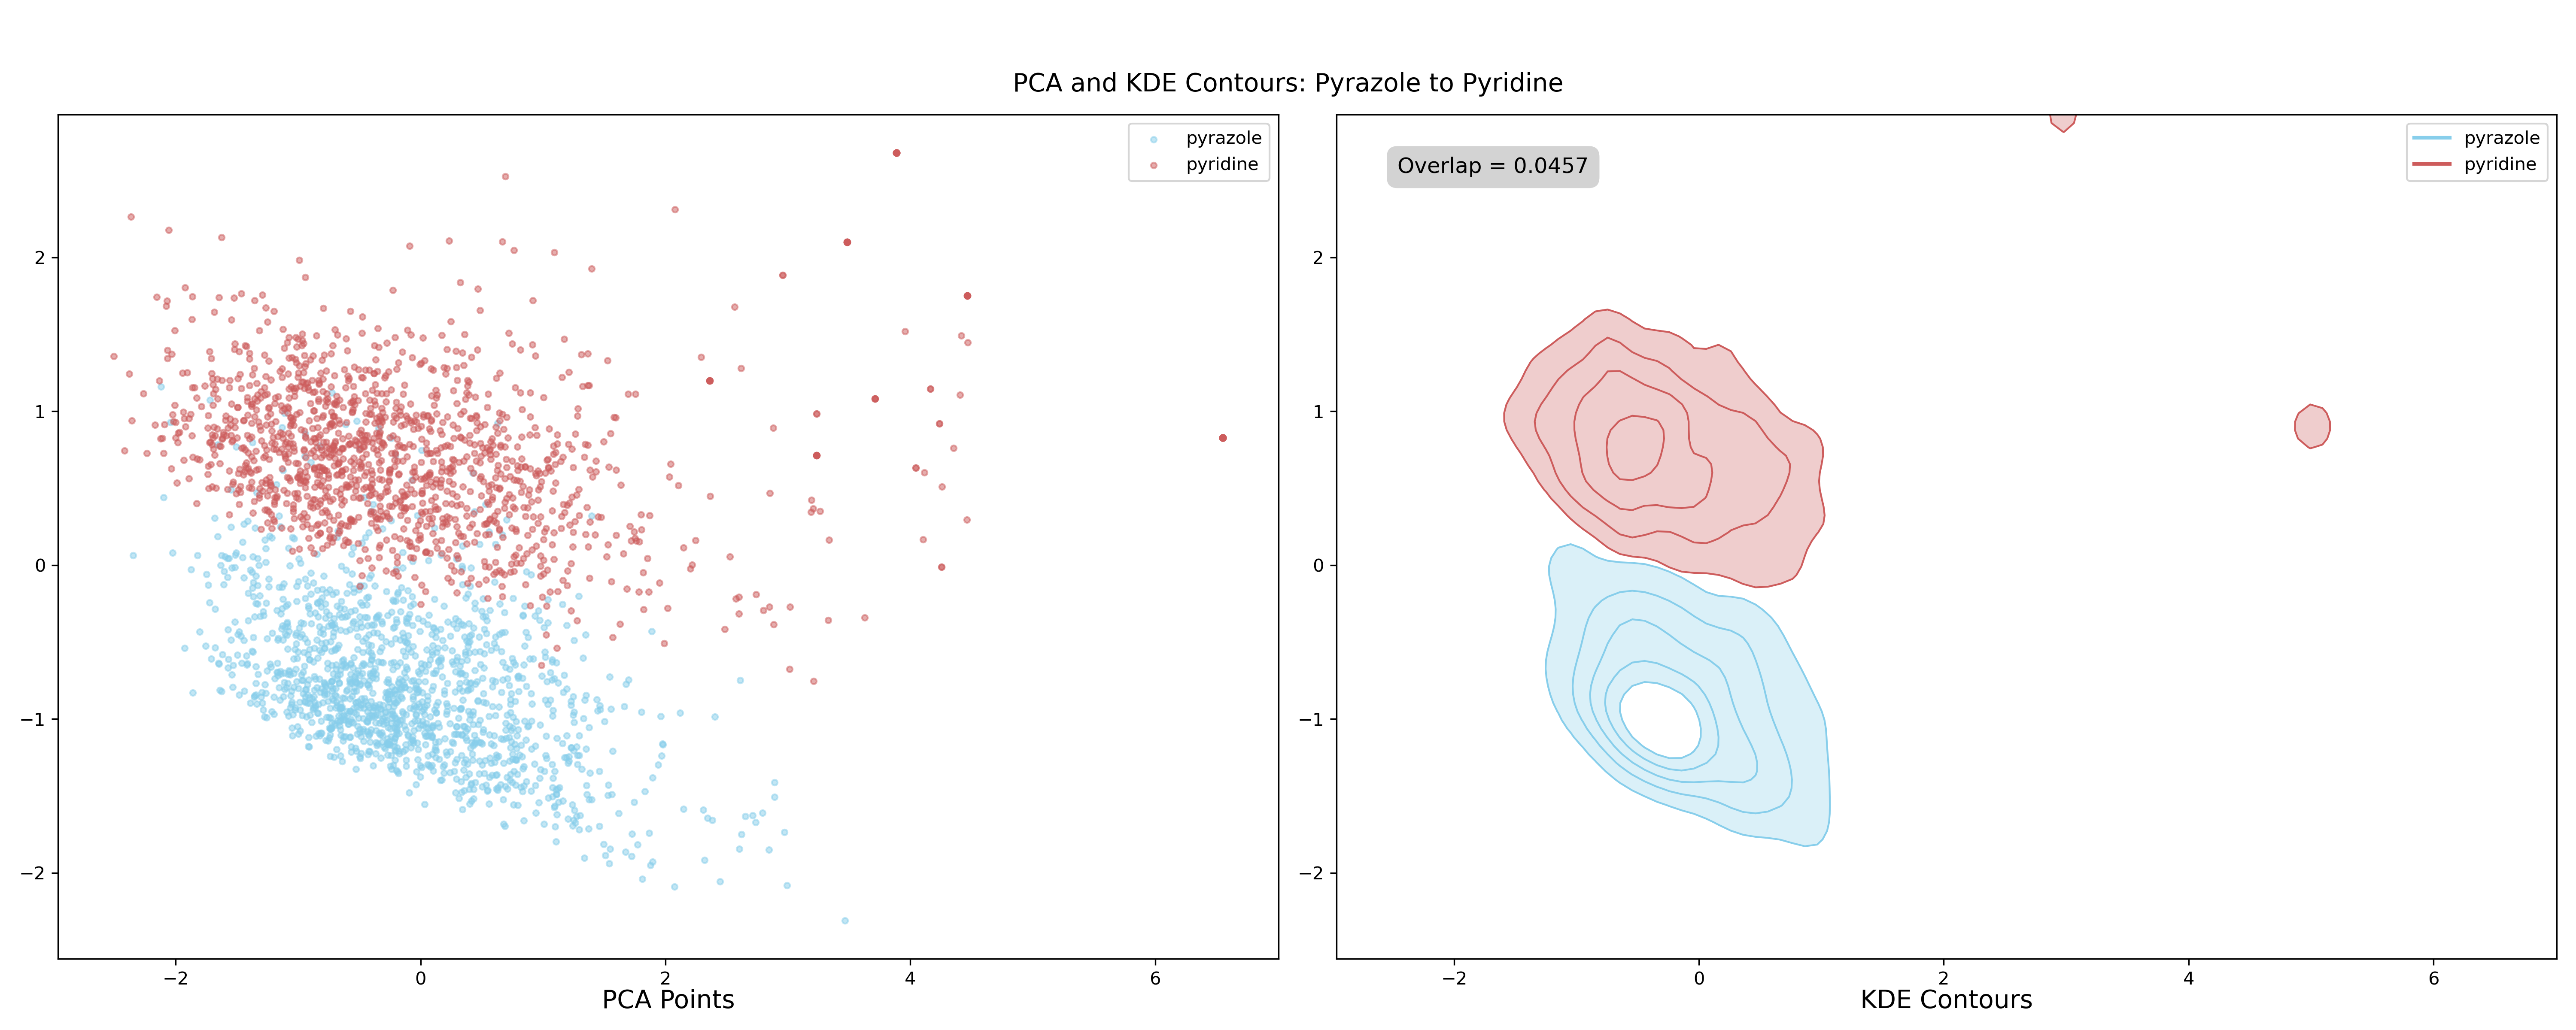 PCA and KDE Contours: Pyrazole to Pyridine
pyrazole
pyridine
2
1
0
−1
−2
−2 0 2 4 6
PCA Points
Overlap = 0.0457
pyrazole
pyridine
2
1
0
−1
−2
−2 0 2 4 6
KDE Contours